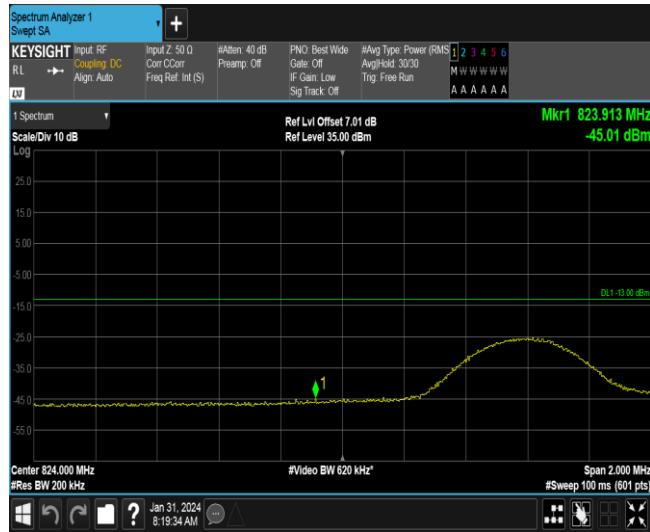 Spectrum Analyzer 1
Swept SA
+
KEYSIGHT
RL
LXI
Input: RF
Coupling: DC
Align: Auto
Input Z: 50 Ω
Corr CCorr
Freq Ref: Int (S)
#Atten: 40 dB
Preamp: Off
PNO: Best Wide
Gate: Off
IF Gain: Low
Sig Track: Off
#Avg Type: Power (RMS
Avg|Hold: 30/30
Trig: Free Run
1 2 3 4 5 6
M W W W W W
A A A A A A
1 Spectrum
Scale/Div 10 dB
Log
Ref Lvl Offset 7.01 dB
Ref Level 35.00 dBm
Mkr1 823.913 MHz
-45.01 dBm
25.0
15.0
5.00
-5.00
DL1 -13.00 dBm
-15.0
-35.0
1
-45.0
-55.0
Center 824.000 MHz
#Res BW 200 kHz
#Video BW 620 kHz*
Span 2.000 MHz
#Sweep 100 ms (601 pts)
?
Jan 31, 2024
8:19:34 AM